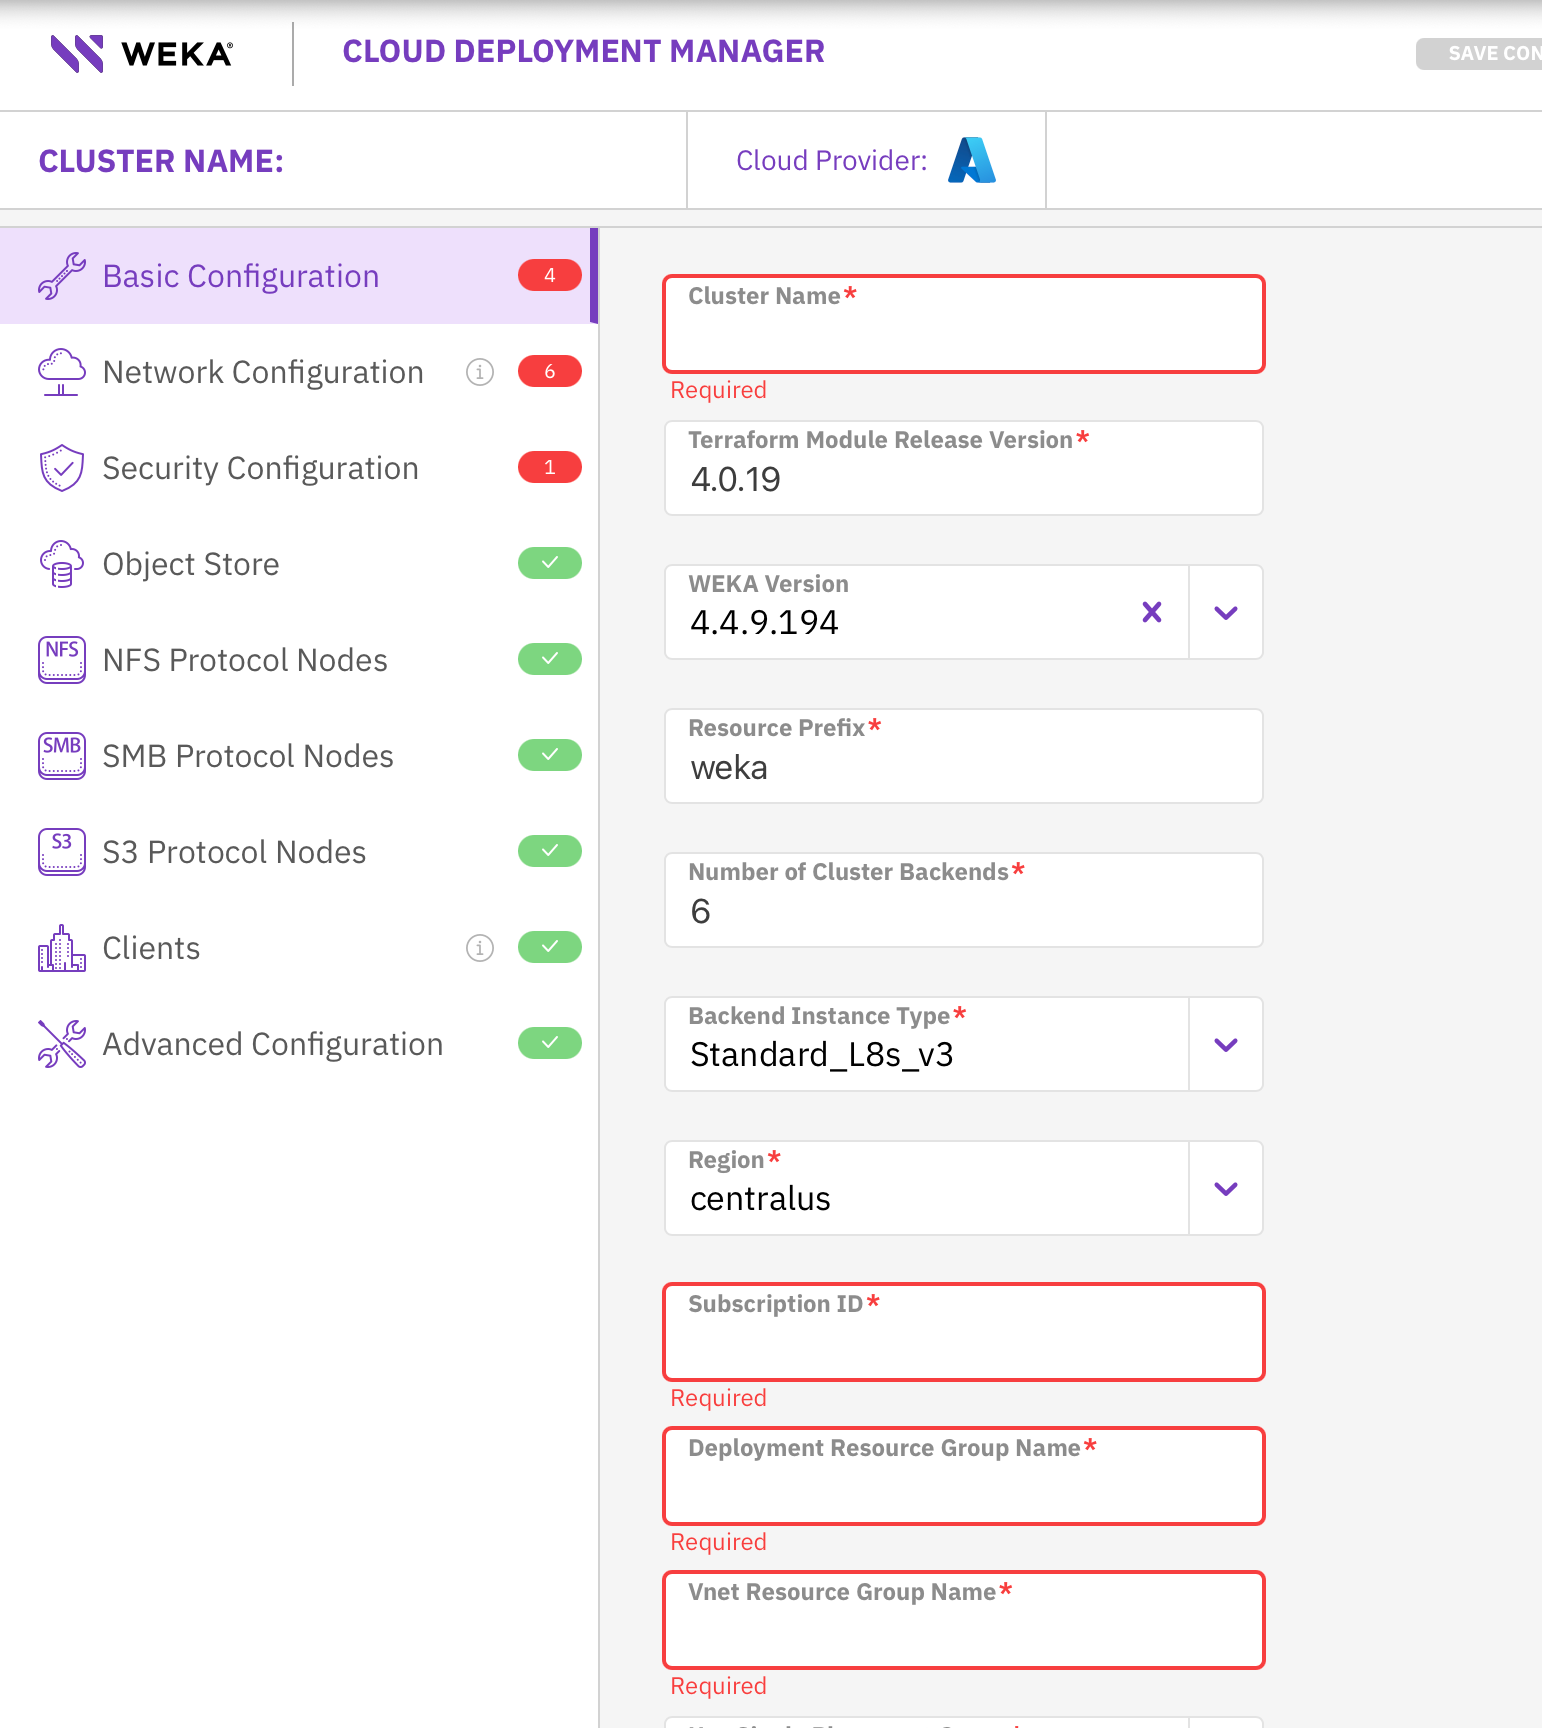 WEKA®
CLOUD DEPLOYMENT MANAGER
SAVE CON
CLUSTER NAME:
Cloud Provider:
Basic Configuration
4
Network Configuration
6
Security Configuration
1
Object Store
NFS
NFS Protocol Nodes
SMB
SMB Protocol Nodes
S3
S3 Protocol Nodes
Clients
Advanced Configuration
Cluster Name*
Required
Terraform Module Release Version*
4.0.19
WEKA Version
4.4.9.194
Resource Prefix*
weka
Number of Cluster Backends*
6
Backend Instance Type*
Standard_L8s_v3
Region*
centralus
Subscription ID*
Required
Deployment Resource Group Name*
Required
Vnet Resource Group Name*
Required